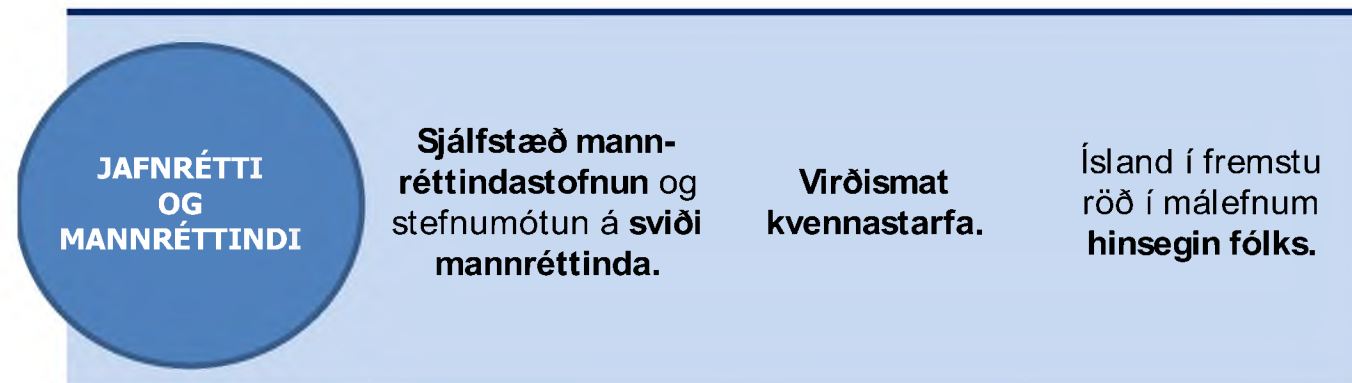 JAFNRÉTTI
OG
MANNRÉTTINDI
Sjálfstæð mann-
réttindastofnun og
stefnumótun á sviði
mannréttinda.
Virðismat
kvennastarfa.
Ísland í fremstu
röð í málefnum
hinsegin fólks.